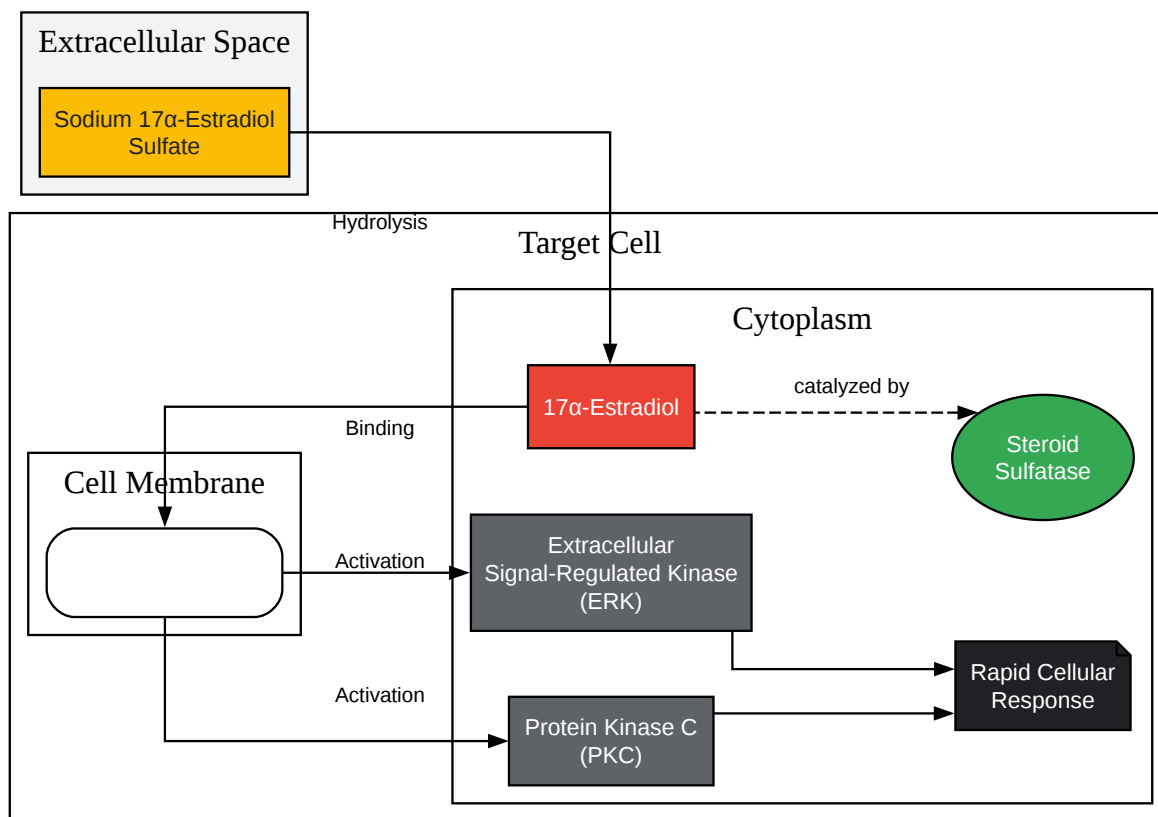 Extracellular Space
Sodium 17α-Estradiol
Sulfate
Hydrolysis
Target Cell
Cytoplasm
17α-Estradiol
catalyzed by
Steroid
Sulfatase
Binding
Cell Membrane
Activation
Extracellular
Signal-Regulated Kinase
(ERK)
Rapid Cellular
Response
Activation
Protein Kinase C
(PKC)